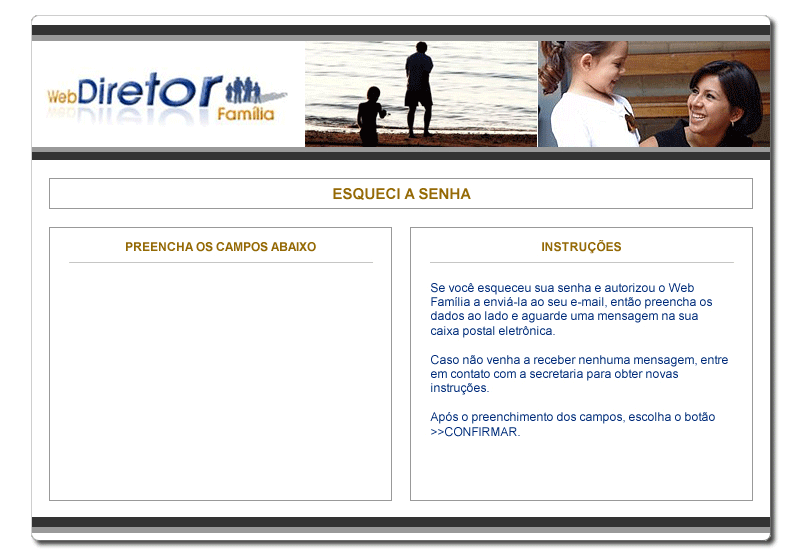 WebDiretor
Família
ESQUECI A SENHA
PREENCHA OS CAMPOS ABAIXO
INSTRUÇÕES
Se você esqueceu sua senha e autorizou o Web
Família a enviá-la ao seu e-mail, então preencha os
dados ao lado e aguarde uma mensagem na sua
caixa postal eletrônica.
Caso não venha a receber nenhuma mensagem, entre
em contato com a secretaria para obter novas
instruções.
Após o preenchimento dos campos, escolha o botão
>>CONFIRMAR.